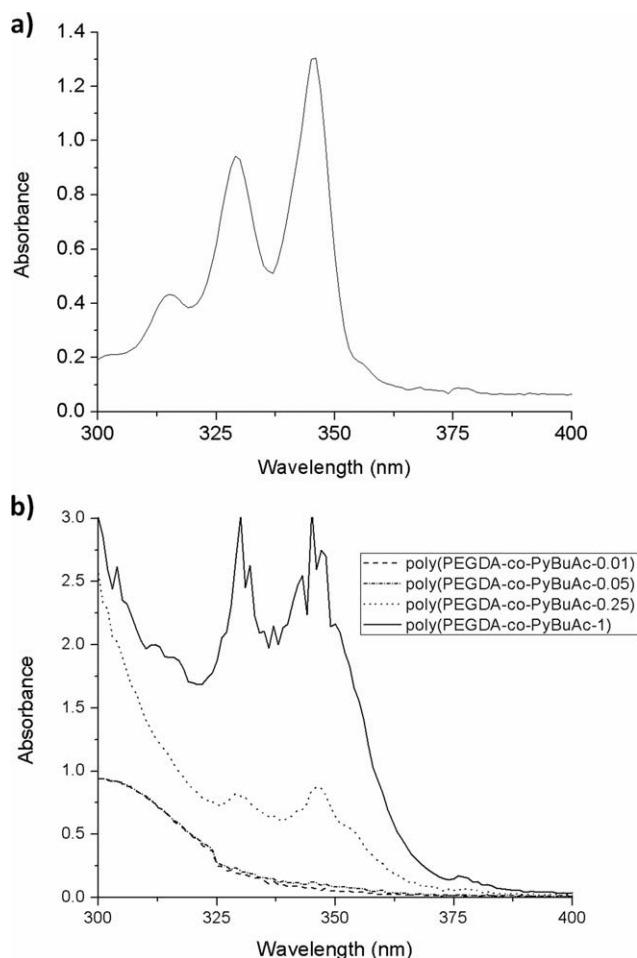 a)
1.4
1.2
1.0
0.8
0.6
0.4
0.2
0.0
Absorbance
300 325 350 375 400
Wavelength (nm)
b)
3.0
2.5
2.0
1.5
1.0
0.5
0.0
Absorbance
poly(PEGDA-co-PyBuAc-0.01)
poly(PEGDA-co-PyBuAc-0.05)
poly(PEGDA-co-PyBuAc-0.25)
poly(PEGDA-co-PyBuAc-1)
300 325 350 375 400
Wavelength (nm)